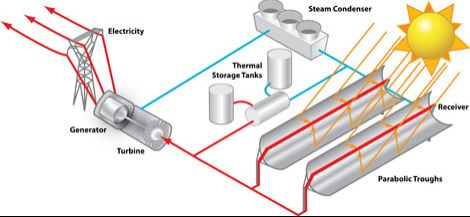 Steam Condenser
Electricity
Thermal
Storage Tanks
Receiver
Generator
Turbine
Parabolic Troughs